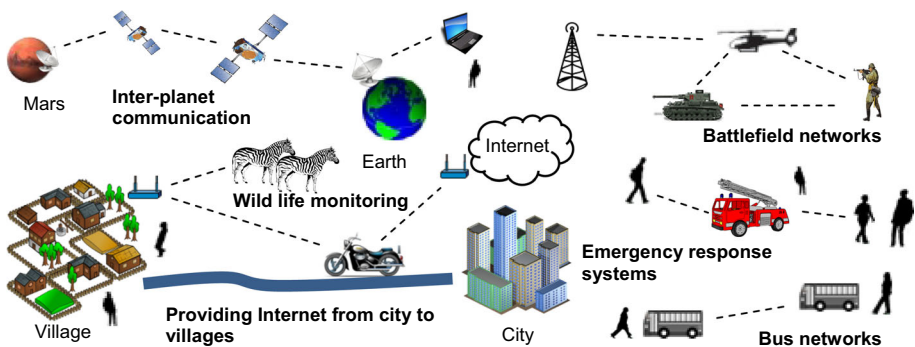 Mars
Inter-planet
communication
Earth
Internet
Battlefield networks
Wild life monitoring
Emergency response
systems
Village
Providing Internet from city to
villages
City
Bus networks